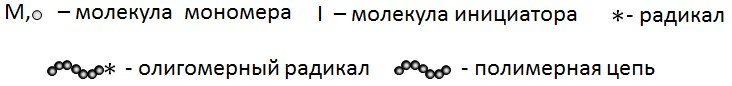 М,○ – молекула мономера I – молекула инициатора *- радикал
* - олигомерный радикал - полимерная цепь